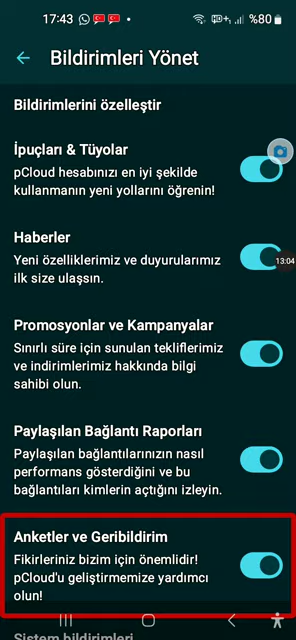 17:43 %80
Bildirimleri Yönet
Bildirimlerini özelleştir
İpuçları & Tüyolar
pCloud hesabınızı en iyi şekilde
kullanmanın yeni yollarını öğrenin!
Haberler
13:04
Yeni özelliklerimiz ve duyurularımız
ilk size ulaşsın.
Promosyonlar ve Kampanyalar
Sınırlı süre için sunulan tekliflerimiz
ve indirimlerimiz hakkında bilgi
sahibi olun.
Paylaşılan Bağlantı Raporları
Paylaşılan bağlantılarınızın nasıl
performans gösterdiğini ve bu
bağlantıları kimlerin açtığını izleyin.
Anketler ve Geribildirim
Fikirleriniz bizim için önemlidir!
pCloud'u geliştirmemize yardımcı
olun!
Sistem bildirimleri